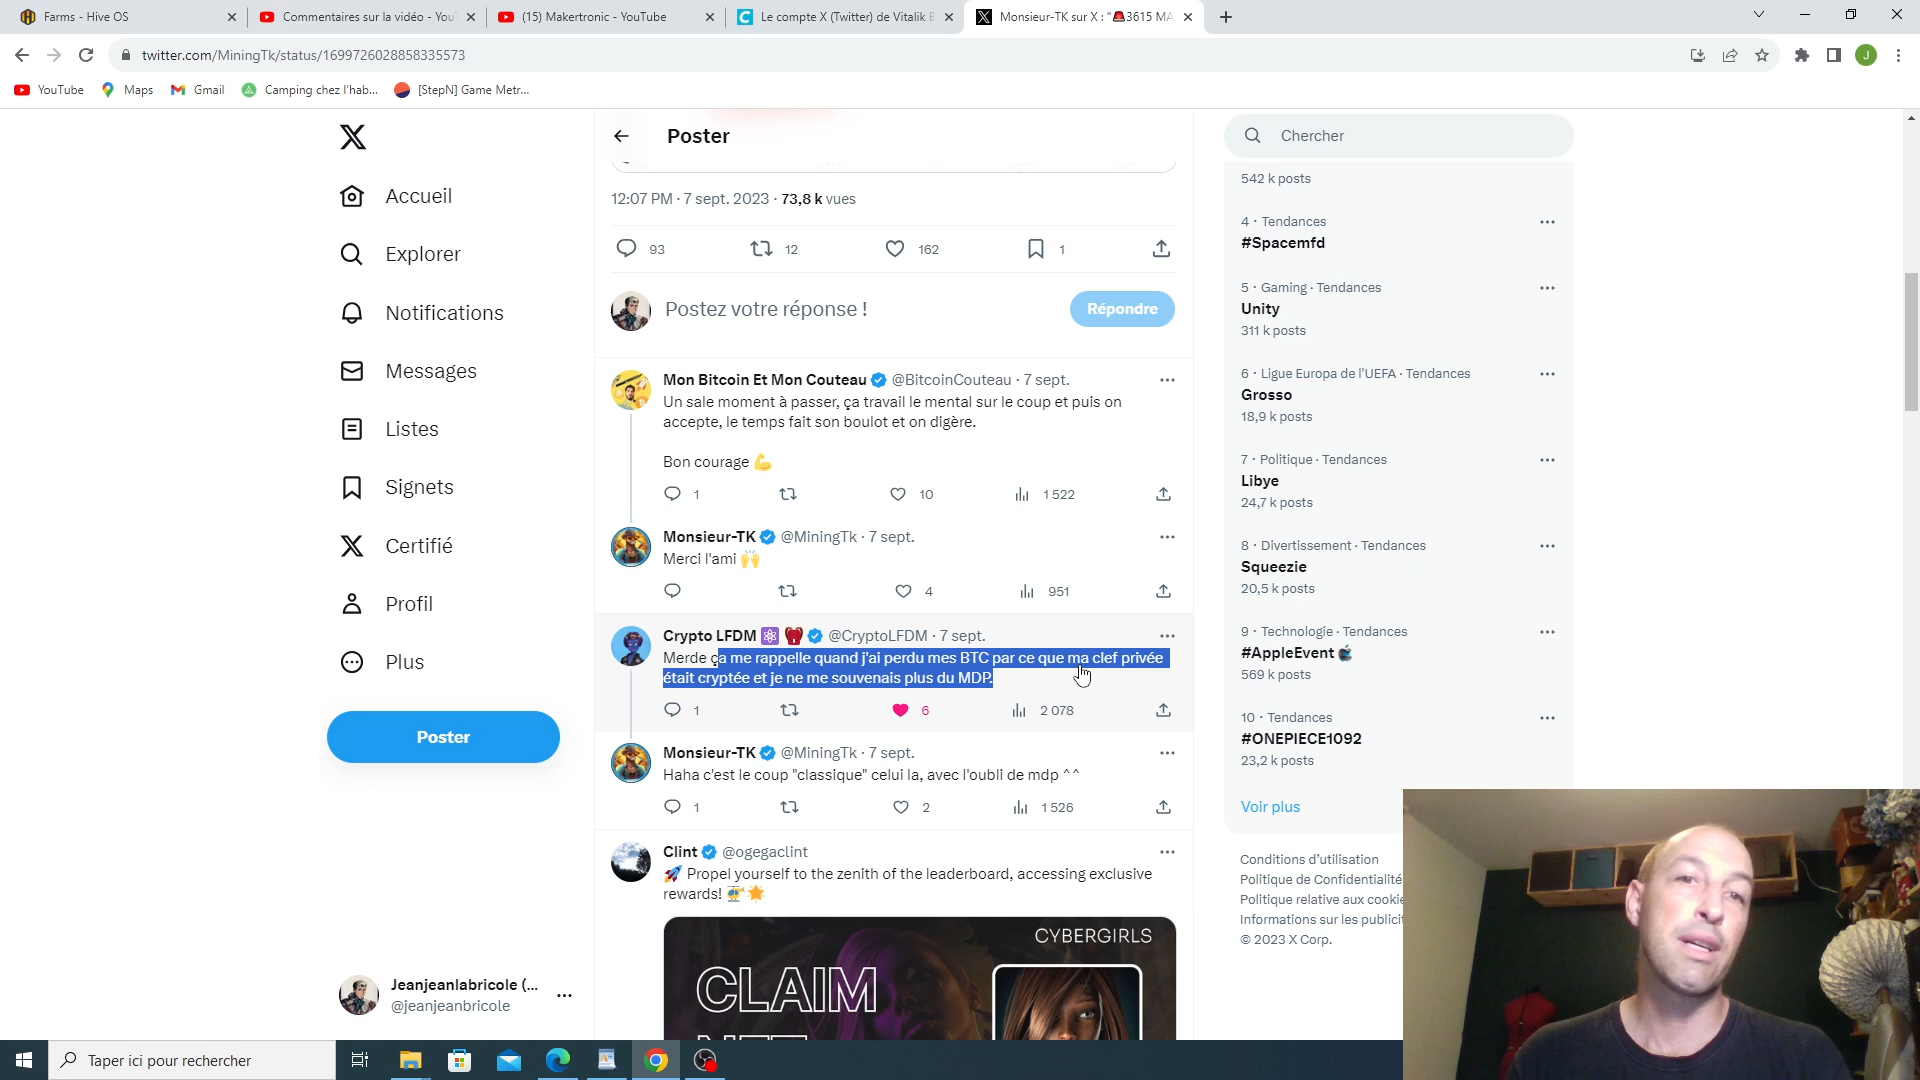 Farms - Hive OS
Commentaires sur la vidéo - You
(15) Makertronic - YouTube
Le compte X (Twitter) de Vitalik
Monsieur-TK sur X : "🚨3615 MA
twitter.com/MiningTk/status/1699726028858335573
J
YouTube
Maps
Gmail
Camping chez l'hab...
[StepN] Game Metr...
Accueil
Explorer
Notifications
Messages
Listes
Signets
Certifié
Profil
Plus
Poster
Jeanjeanlabricole (...
@jeanjeanbricole
Poster
12:07 PM · 7 sept. 2023 · 73,8 k vues
93 12 162 1
Postez votre réponse !
Répondre
Mon Bitcoin Et Mon Couteau @BitcoinCouteau · 7 sept.
Un sale moment à passer, ça travail le mental sur le coup et puis on
accepte, le temps fait son boulot et on digère.
Bon courage 💪
1 10 1 522
Monsieur-TK @MiningTk · 7 sept.
Merci l'ami 🙌
4 951
Crypto LFDM @CryptoLFDM · 7 sept.
Merde ça me rappelle quand j'ai perdu mes BTC par ce que ma clef privée
était cryptée et je ne me souvenais plus du MDP.
1 6 2 078
Monsieur-TK @MiningTk · 7 sept.
Haha c'est le coup "classique" celui la, avec l'oubli de mdp ^^
1 2 1 526
Clint @ogegaclint
🚀 Propel yourself to the zenith of the leaderboard, accessing exclusive
rewards! 🚁🌟
CYBERGIRLS
CLAIM
Chercher
542 k posts
4 · Tendances
#Spacemfd
5 · Gaming · Tendances
Unity
311 k posts
6 · Ligue Europa de l'UEFA · Tendances
Grosso
18,9 k posts
7 · Politique · Tendances
Libye
24,7 k posts
8 · Divertissement · Tendances
Squeezie
20,5 k posts
9 · Technologie · Tendances
#AppleEvent
569 k posts
10 · Tendances
#ONEPIECE1092
23,2 k posts
Voir plus
Conditions d'utilisation
Politique de Confidentialité
Politique relative aux cookie
Informations sur les publicit
© 2023 X Corp.
Taper ici pour rechercher